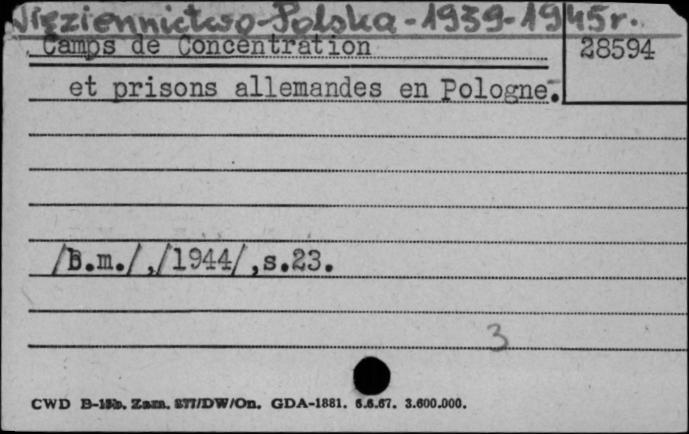 Więziennictwo-Polska-1939-1945r.
Camps de Concentration
28594
et prisons allemandes en Pologne.
/B.m./,/1944/,s.23.
3
CWD B-15b. Zam. 277/DW/On. GDA-1881. 6.6.67. 3.600.000.